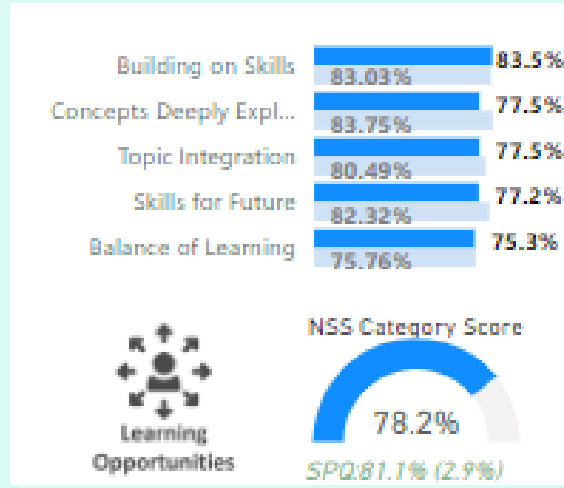 Building on Skills 83.5%
83.03%
Concepts Deeply Expl... 77.5%
83.75%
Topic Integration 77.5%
80.49%
Skills for Future 77.2%
82.32%
Balance of Learning 75.3%
75.76%
NSS Category Score
78.2%
Learning
Opportunities
SPQ:81.1% (2.9%)